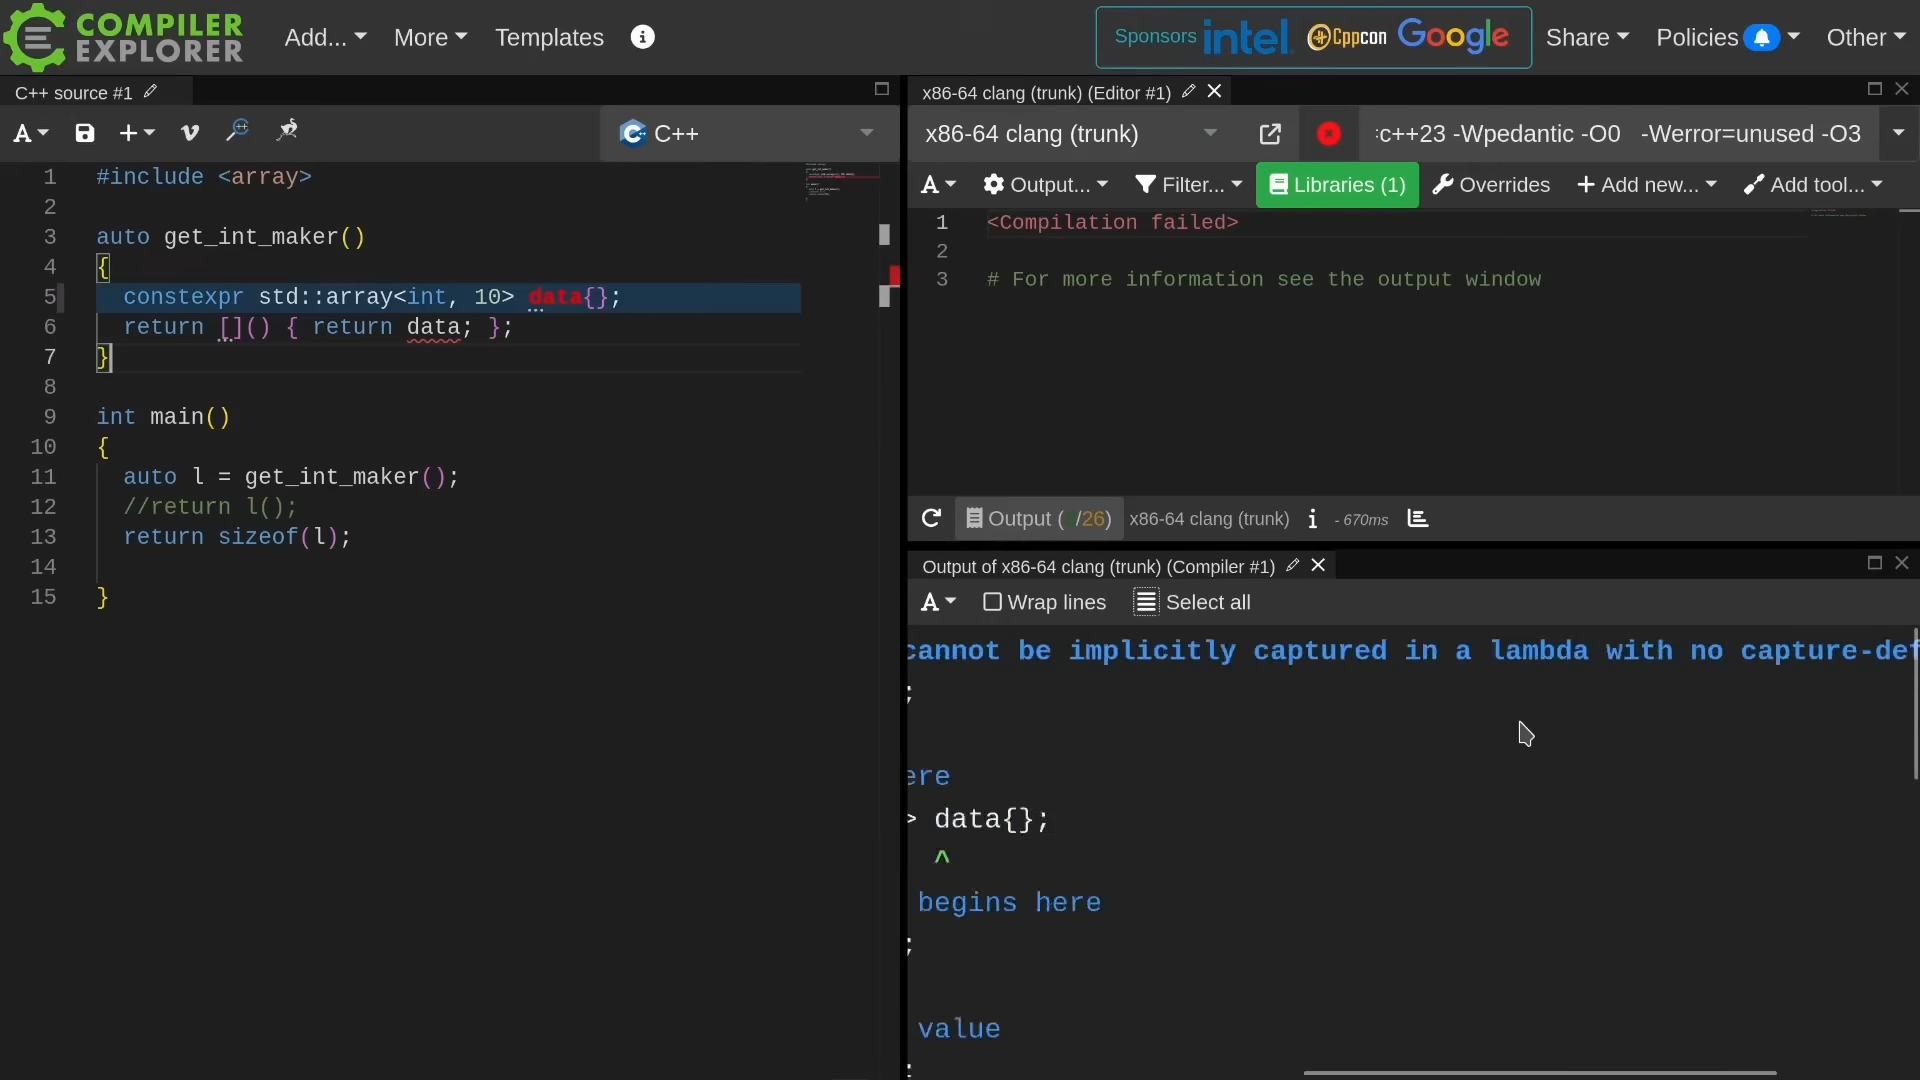 COMPILER EXPLORER
Add...
More
Templates
Sponsors intel. Cppcon Google
Share
Policies
Other
C++ source #1
A
C++
1 #include <array>
2
3 auto get_int_maker()
4 {
5 constexpr std::array<int, 10> data{};
6 return []() { return data; };
7 }
8
9 int main()
10 {
11 auto l = get_int_maker();
12 //return l();
13 return sizeof(l);
14
15 }
x86-64 clang (trunk) (Editor #1)
x86-64 clang (trunk)
:c++23 -Wpedantic -O0 -Werror=unused -O3
A
Output...
Filter...
Libraries (1)
Overrides
Add new...
Add tool...
1 <Compilation failed>
2
3 # For more information see the output window
Output ( /26)
x86-64 clang (trunk)
- 670ms
Output of x86-64 clang (trunk) (Compiler #1)
A
Wrap lines
Select all
cannot be implicitly captured in a lambda with no capture-def
;
ere
> data{};
^
begins here
;
value